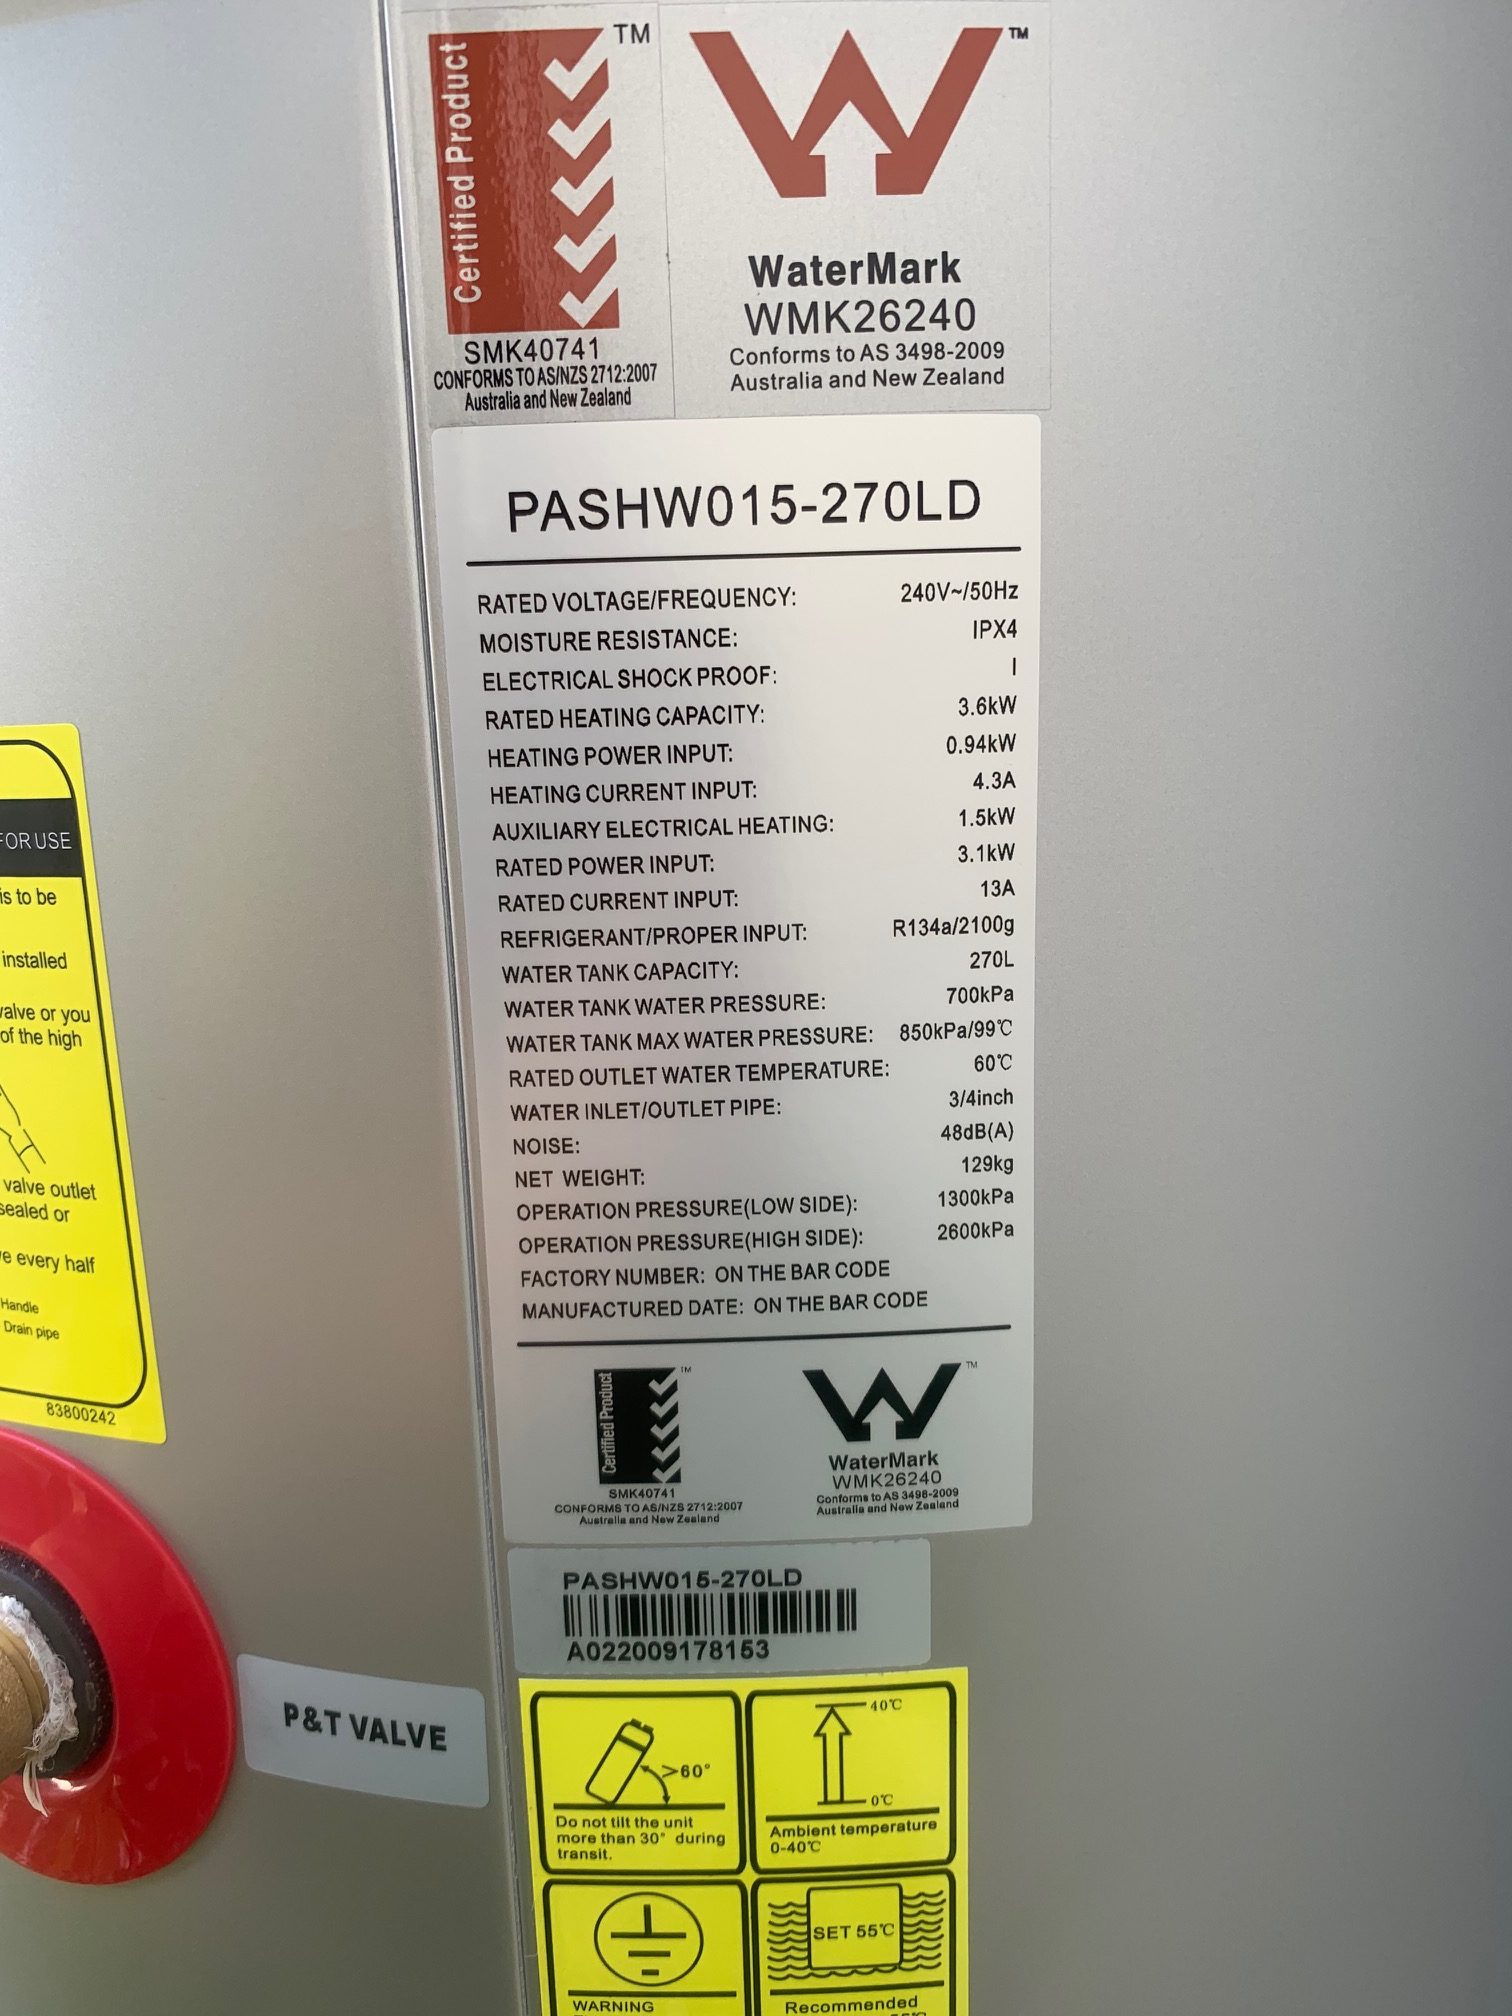 Certified Product
TM
SMK40741
CONFORMS TO AS/NZS 2712:2007
Australia and New Zealand
TM
WaterMark
WMK26240
Conforms to AS 3498-2009
Australia and New Zealand
PASHW015-270LD
RATED VOLTAGE/FREQUENCY: 240V~/50Hz
MOISTURE RESISTANCE: IPX4
ELECTRICAL SHOCK PROOF: I
RATED HEATING CAPACITY: 3.6kW
HEATING POWER INPUT: 0.94kW
HEATING CURRENT INPUT: 4.3A
AUXILIARY ELECTRICAL HEATING: 1.5kW
RATED POWER INPUT: 3.1kW
RATED CURRENT INPUT: 13A
REFRIGERANT/PROPER INPUT: R134a/2100g
WATER TANK CAPACITY: 270L
WATER TANK WATER PRESSURE: 700kPa
WATER TANK MAX WATER PRESSURE: 850kPa/99℃
RATED OUTLET WATER TEMPERATURE: 60℃
WATER INLET/OUTLET PIPE: 3/4inch
NOISE: 48dB(A)
NET WEIGHT: 129kg
OPERATION PRESSURE(LOW SIDE): 1300kPa
OPERATION PRESSURE(HIGH SIDE): 2600kPa
FACTORY NUMBER: ON THE BAR CODE
MANUFACTURED DATE: ON THE BAR CODE
Certified Product
TM
SMK40741
CONFORMS TO AS/NZS 2712:2007
Australia and New Zealand
TM
WaterMark
WMK26240
Conforms to AS 3498-2009
Australia and New Zealand
PASHW015-270LD
A022009178153
>60°
Do not tilt the unit
more than 30° during
transit.
40℃
0℃
Ambient temperature
0-40℃
WARNING
SET 55℃
Recommended
P&T VALVE
FOR USE
is to be
installed
valve or you
of the high
valve outlet
sealed or
every half
Handle
Drain pipe
83800242